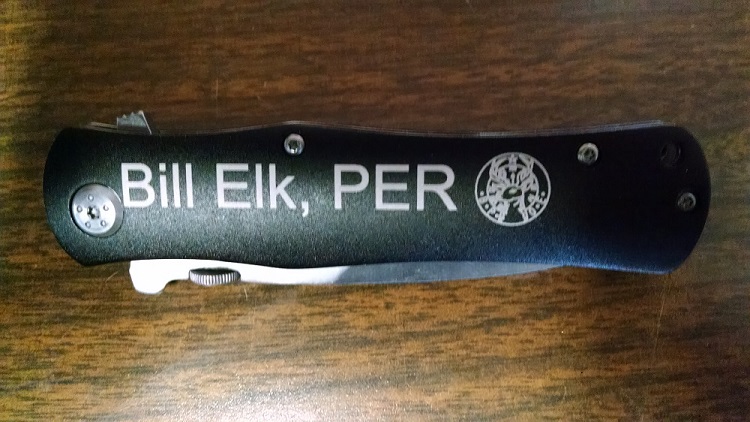 Bill Elk, PER
B.P.O.E.